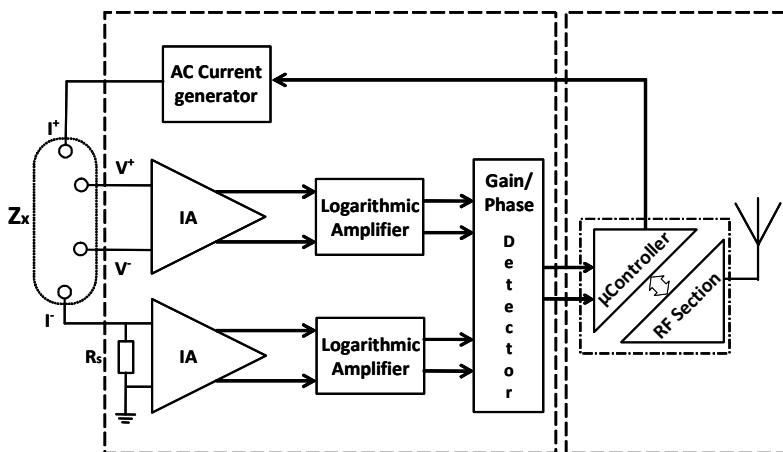 AC Current
generator
I⁺
V⁺
Zx
IA
Logarithmic
Amplifier
Gain/
Phase
D
e
t
e
c
t
o
r
V⁻
µController
RF Section
I⁻
Rs
IA
Logarithmic
Amplifier